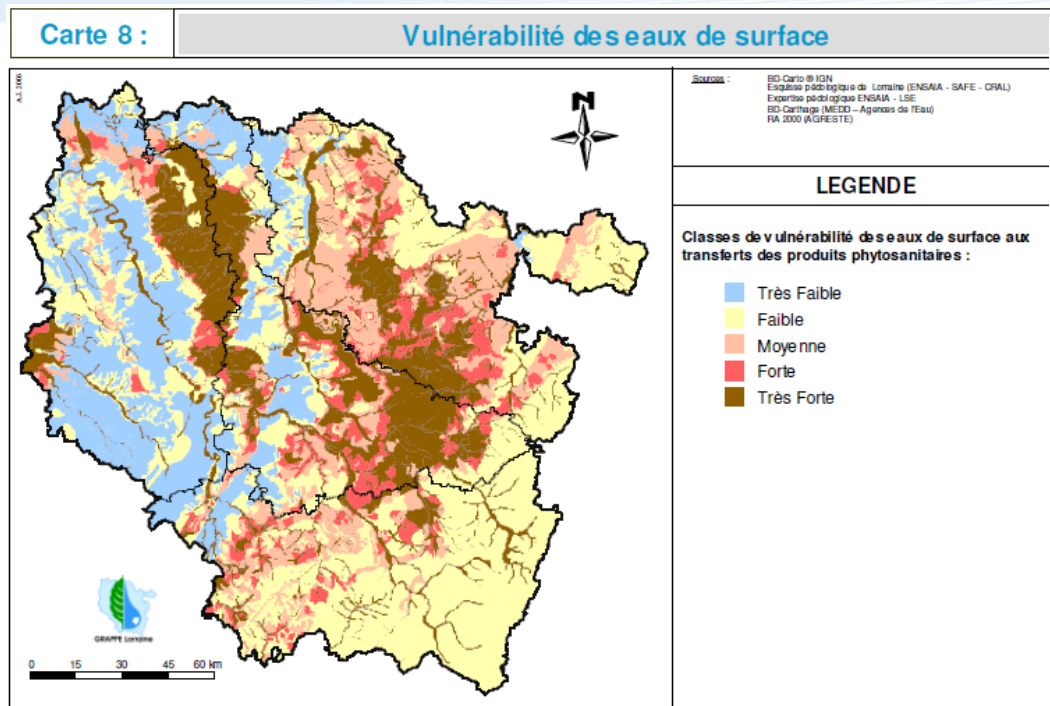 Carte 8 :
Vulnérabilité des eaux de surface
A.J. 2006
N
Sources :
BD-Carto ® IGN
Esquisse pédologique de Lorraine (ENSAIA - SAFE - CRAL)
Expertise pédologique ENSAIA - LSE
BD-Carthage (MEDD – Agences de l'Eau)
RA 2000 (AGRESTE)
LEGENDE
Classes de vulnérabilité des eaux de surface aux
transferts des produits phytosanitaires :
Très Faible
Faible
Moyenne
Forte
Très Forte
GRAPPE Lorraine
0 15 30 45 60 km